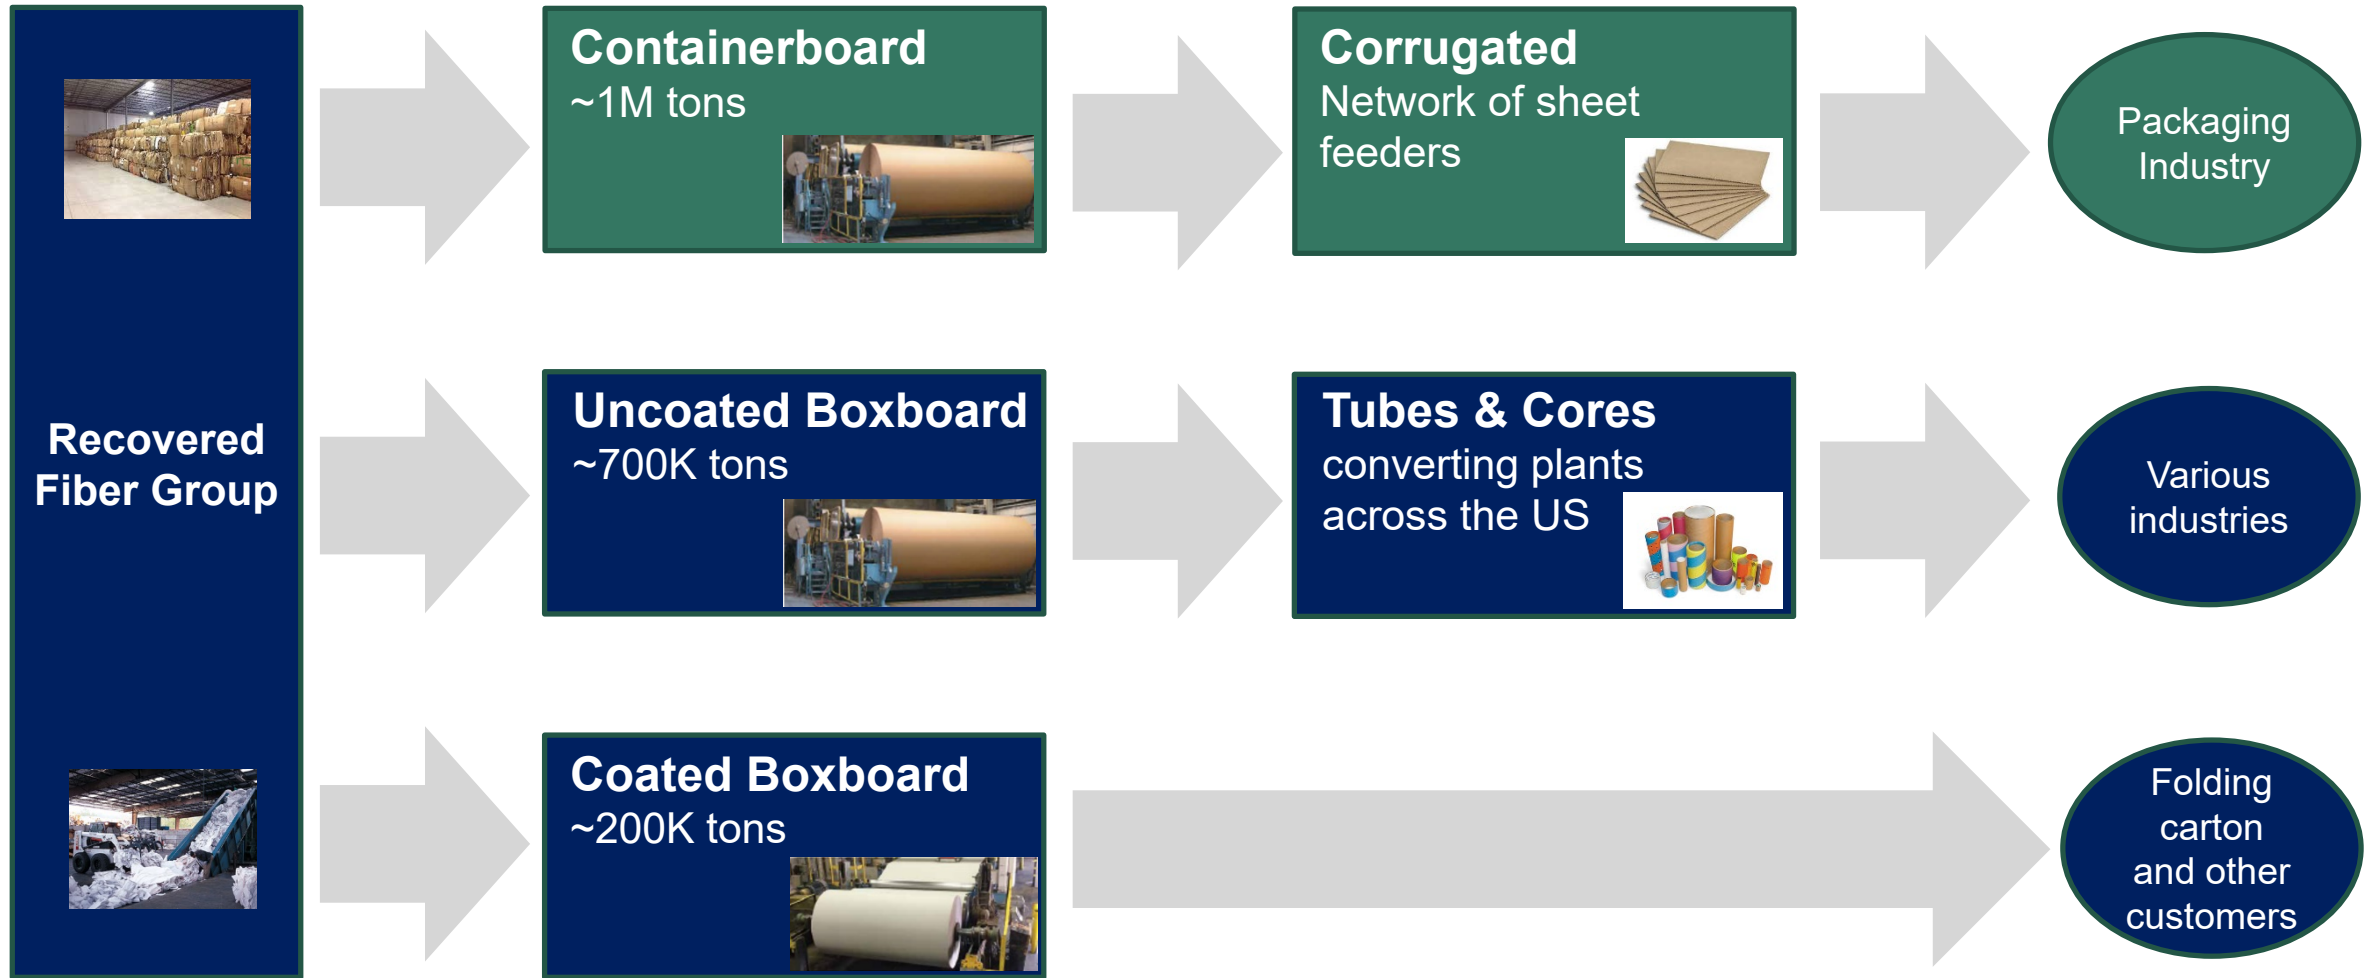 Recovered
Fiber Group
Containerboard
~1M tons
Corrugated
Network of sheet
feeders
Packaging
Industry
Uncoated Boxboard
~700K tons
Tubes & Cores
converting plants
across the US
Various
industries
Coated Boxboard
~200K tons
Folding
carton
and other
customers